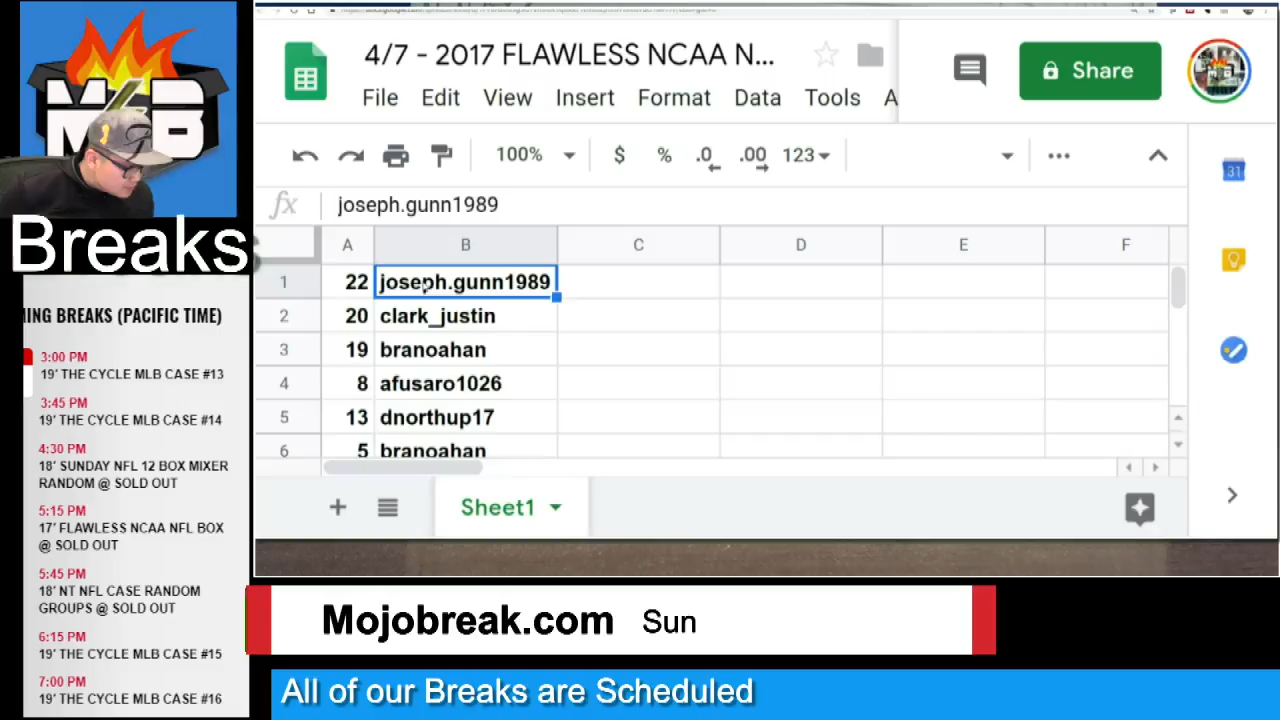 M B
Breaks
MING BREAKS (PACIFIC TIME)
3:00 PM
19' THE CYCLE MLB CASE #13
3:45 PM
19' THE CYCLE MLB CASE #14
4:30 PM
18' SUNDAY NFL 12 BOX MIXER
RANDOM @ SOLD OUT
5:15 PM
17' FLAWLESS NCAA NFL BOX
@ SOLD OUT
5:45 PM
18' NT NFL CASE RANDOM
GROUPS @ SOLD OUT
6:15 PM
19' THE CYCLE MLB CASE #15
7:00 PM
19' THE CYCLE MLB CASE #16
4/7 - 2017 FLAWLESS NCAA N...
Share
File Edit View Insert Format Data Tools A
100% $ % .0 .00 123
31
fx joseph.gunn1989
A B C D E F
1 22 joseph.gunn1989
2 20 clark_justin
3 19 branoahan
4 8 afusaro1026
5 13 dnorthup17
6 5 branoahan
+ Sheet1
Mojobreak.com Sun
All of our Breaks are Scheduled